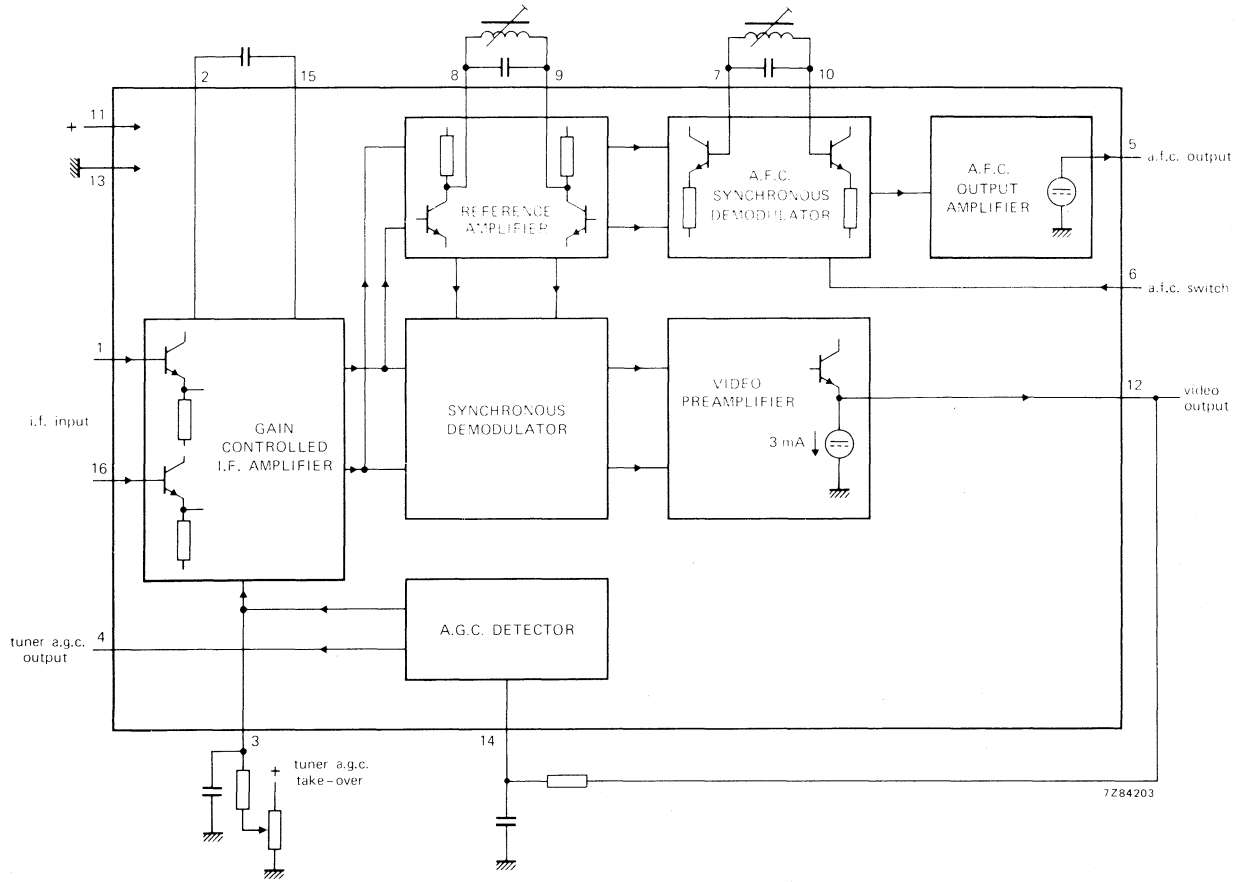 8
9
7
10
2
15
+ 11
13
5
a.f.c. output
A.F.C.
OUTPUT
AMPLIFIER
A.F.C.
SYNCHRONOUS
DEMODULATOR
REFERENCE
AMPLIFIER
6
a.f.c. switch
1
i.f. input
16
GAIN
CONTROLLED
I.F. AMPLIFIER
SYNCHRONOUS
DEMODULATOR
VIDEO
PREAMPLIFIER
3 mA
12
video
output
A.G.C. DETECTOR
tuner a.g.c.
output
4
3
14
+
tuner a.g.c.
take-over
7Z84203